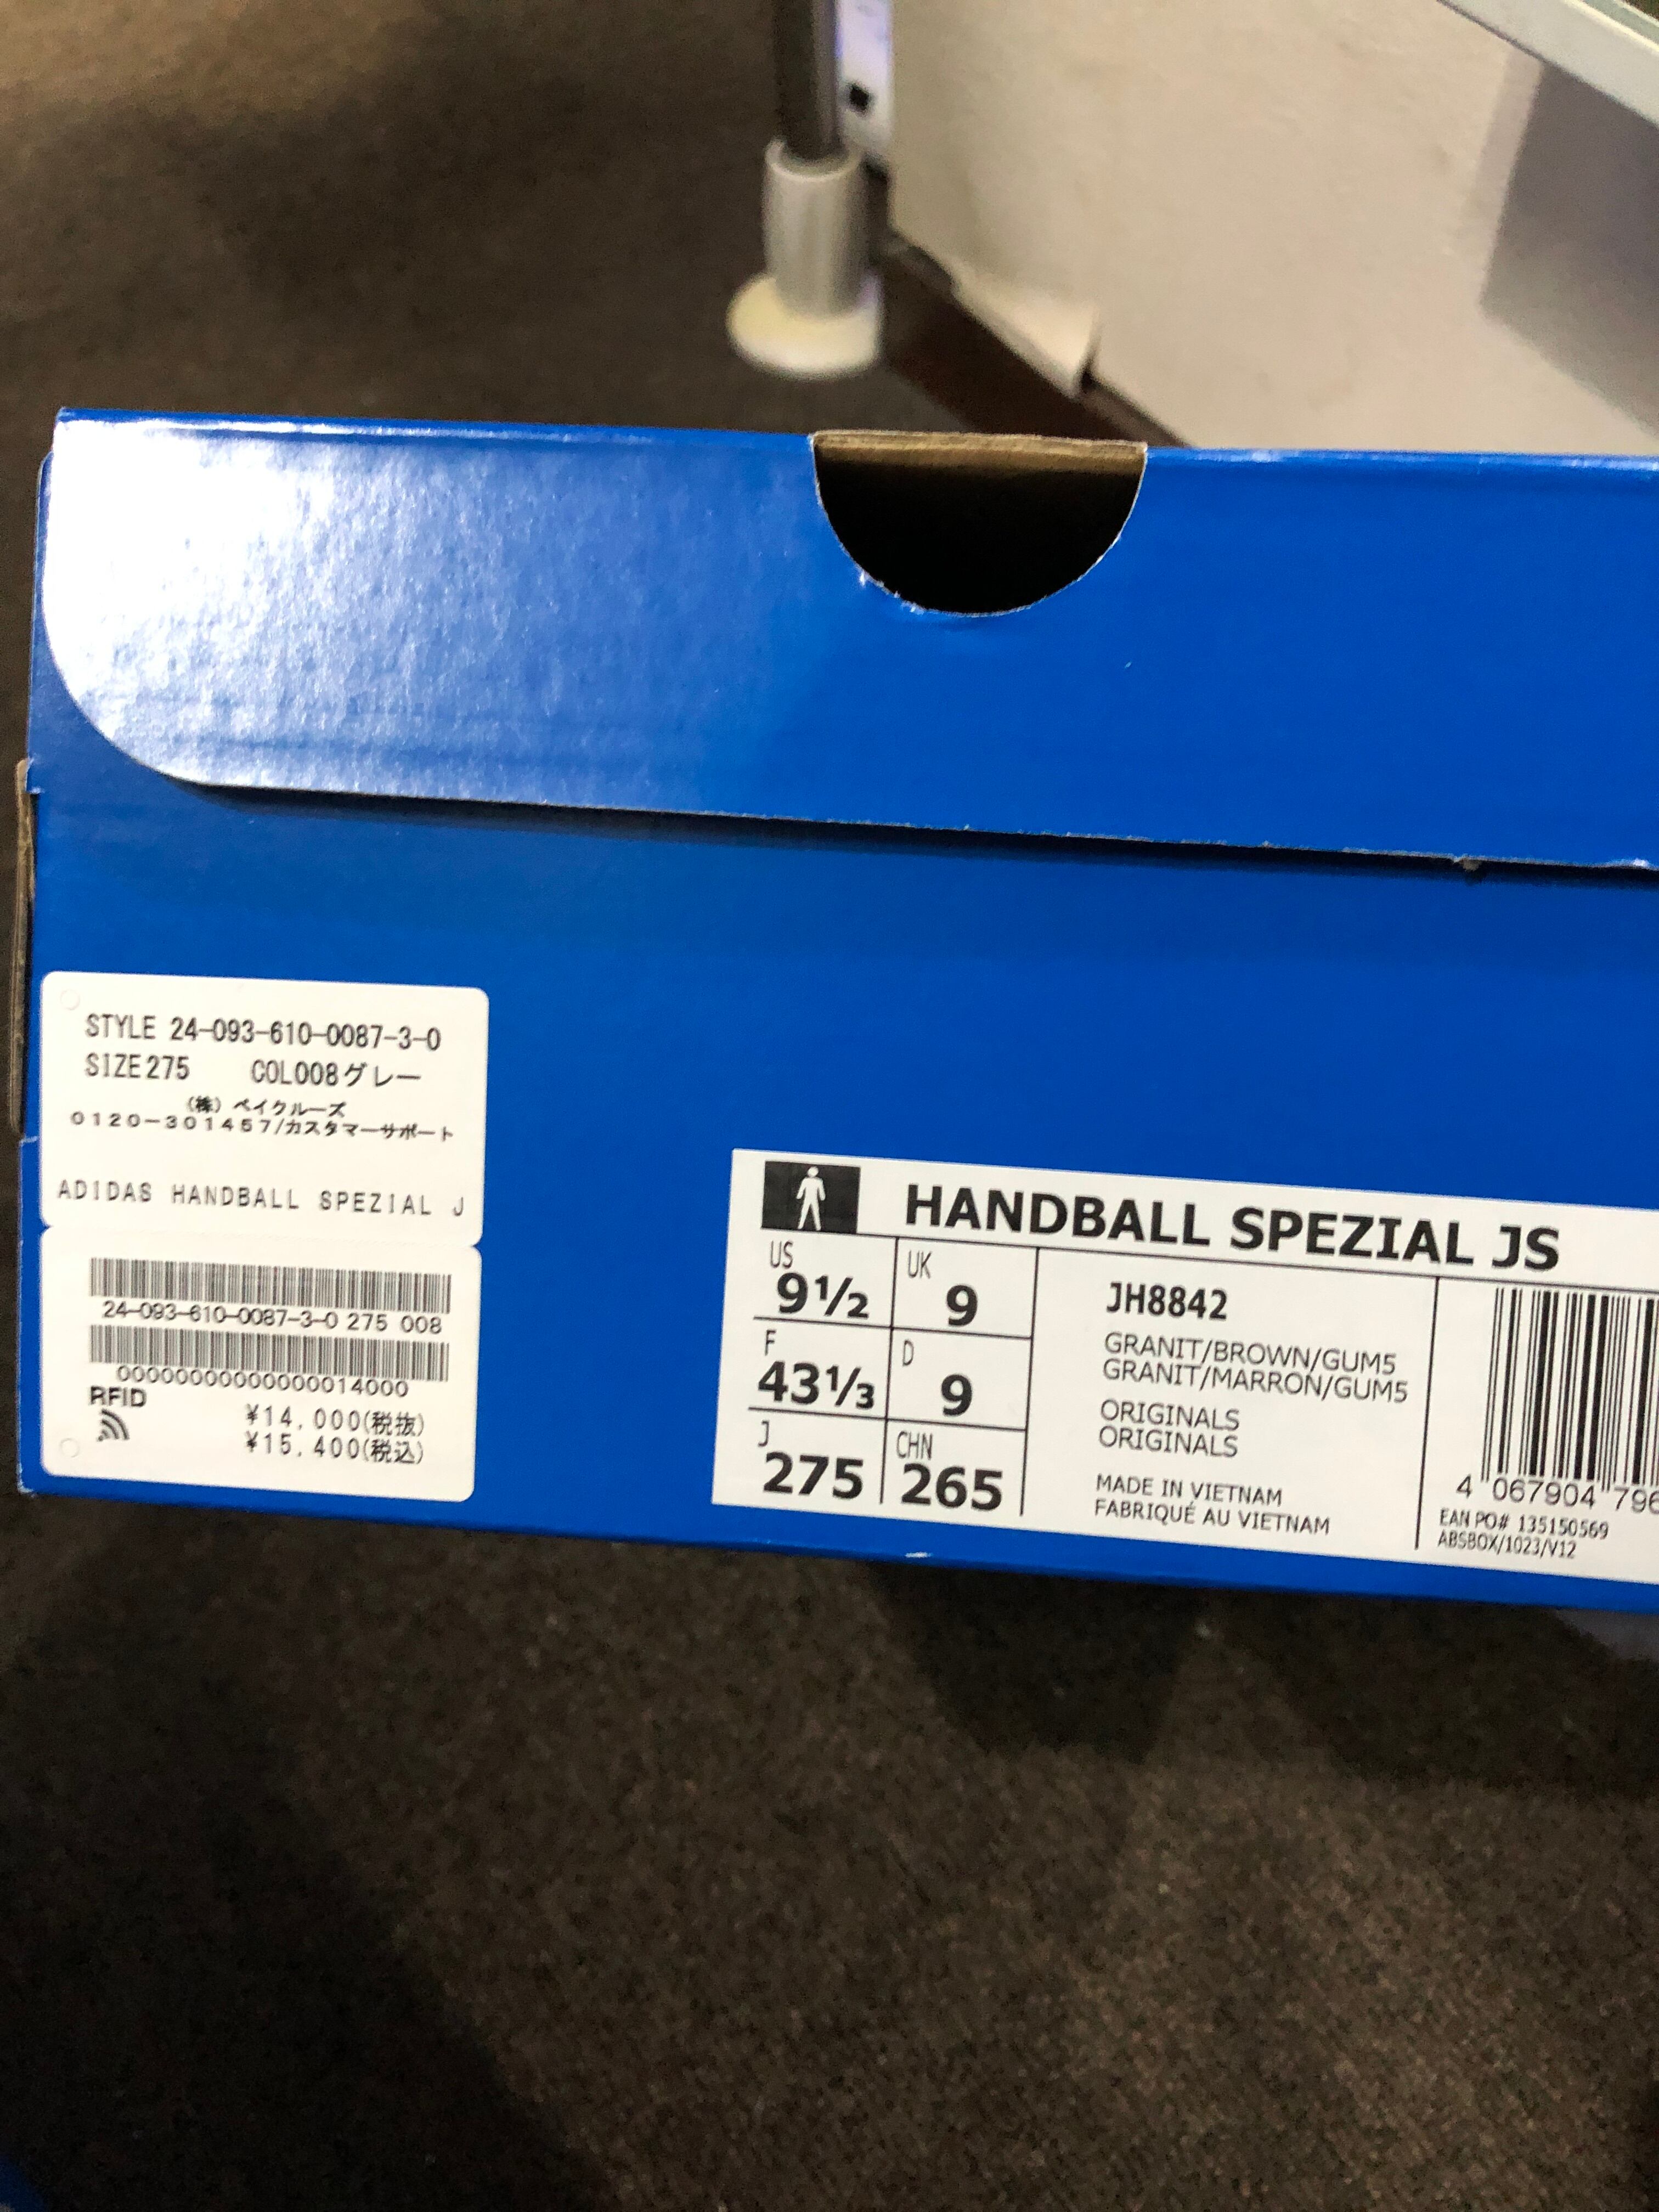 STYLE 24-093-610-0087-3-0
SIZE275 COL008グレー
(株) ベイクルーズ
0120-301457/カスタマーサポート
ADIDAS HANDBALL SPEZIAL J
24-093-610-0087-3-0 275 008
00000000000000014000
RFID
¥14,000(税抜)
¥15,400(税込)
HANDBALL SPEZIAL JS
US 9½
UK 9
F 43⅓
D 9
J 275
CHN 265
JH8842
GRANIT/BROWN/GUM5
GRANIT/MARRON/GUM5
ORIGINALS
ORIGINALS
MADE IN VIETNAM
FABRIQUÉ AU VIETNAM
4 067904 796
EAN PO# 135150569
ABSBOX/1023/V12